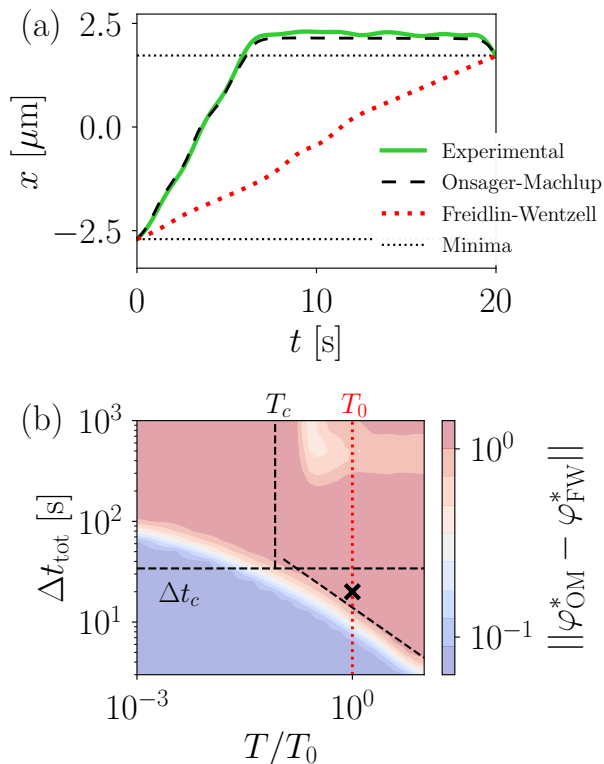 (a)
2.5
0.0
−2.5
x [μm]
Experimental
Onsager-Machlup
Freidlin-Wentzell
Minima
0
10
20
t [s]
(b)
T_c
T_0
10^3
10^2
10^1
Δt_tot [s]
Δt_c
10^−3
10^0
T/T_0
10^0
10^−1
||φ*_OM − φ*_FW||